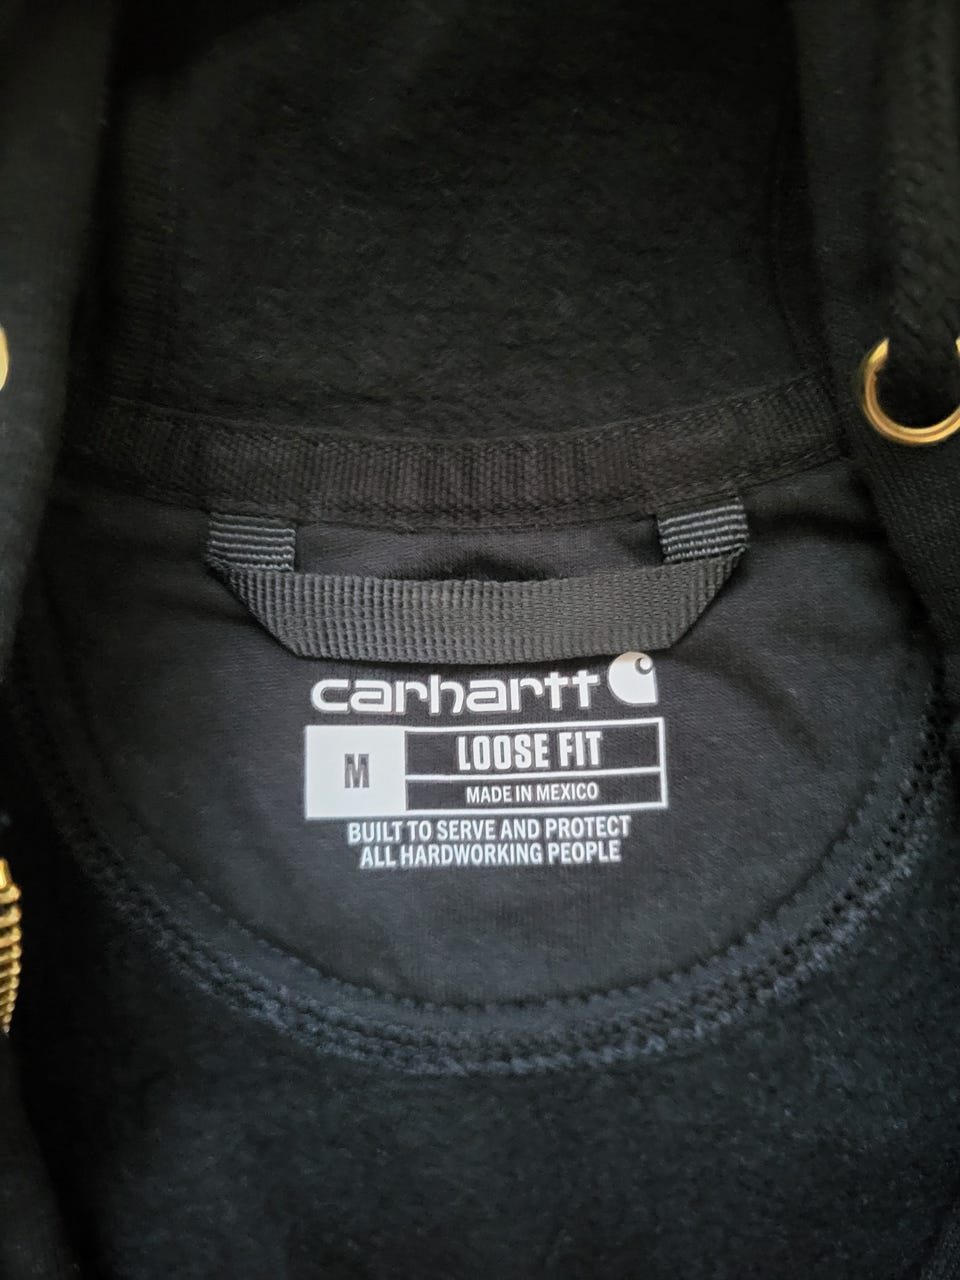 carhartt
M
LOOSE FIT
MADE IN MEXICO
BUILT TO SERVE AND PROTECT
ALL HARDWORKING PEOPLE